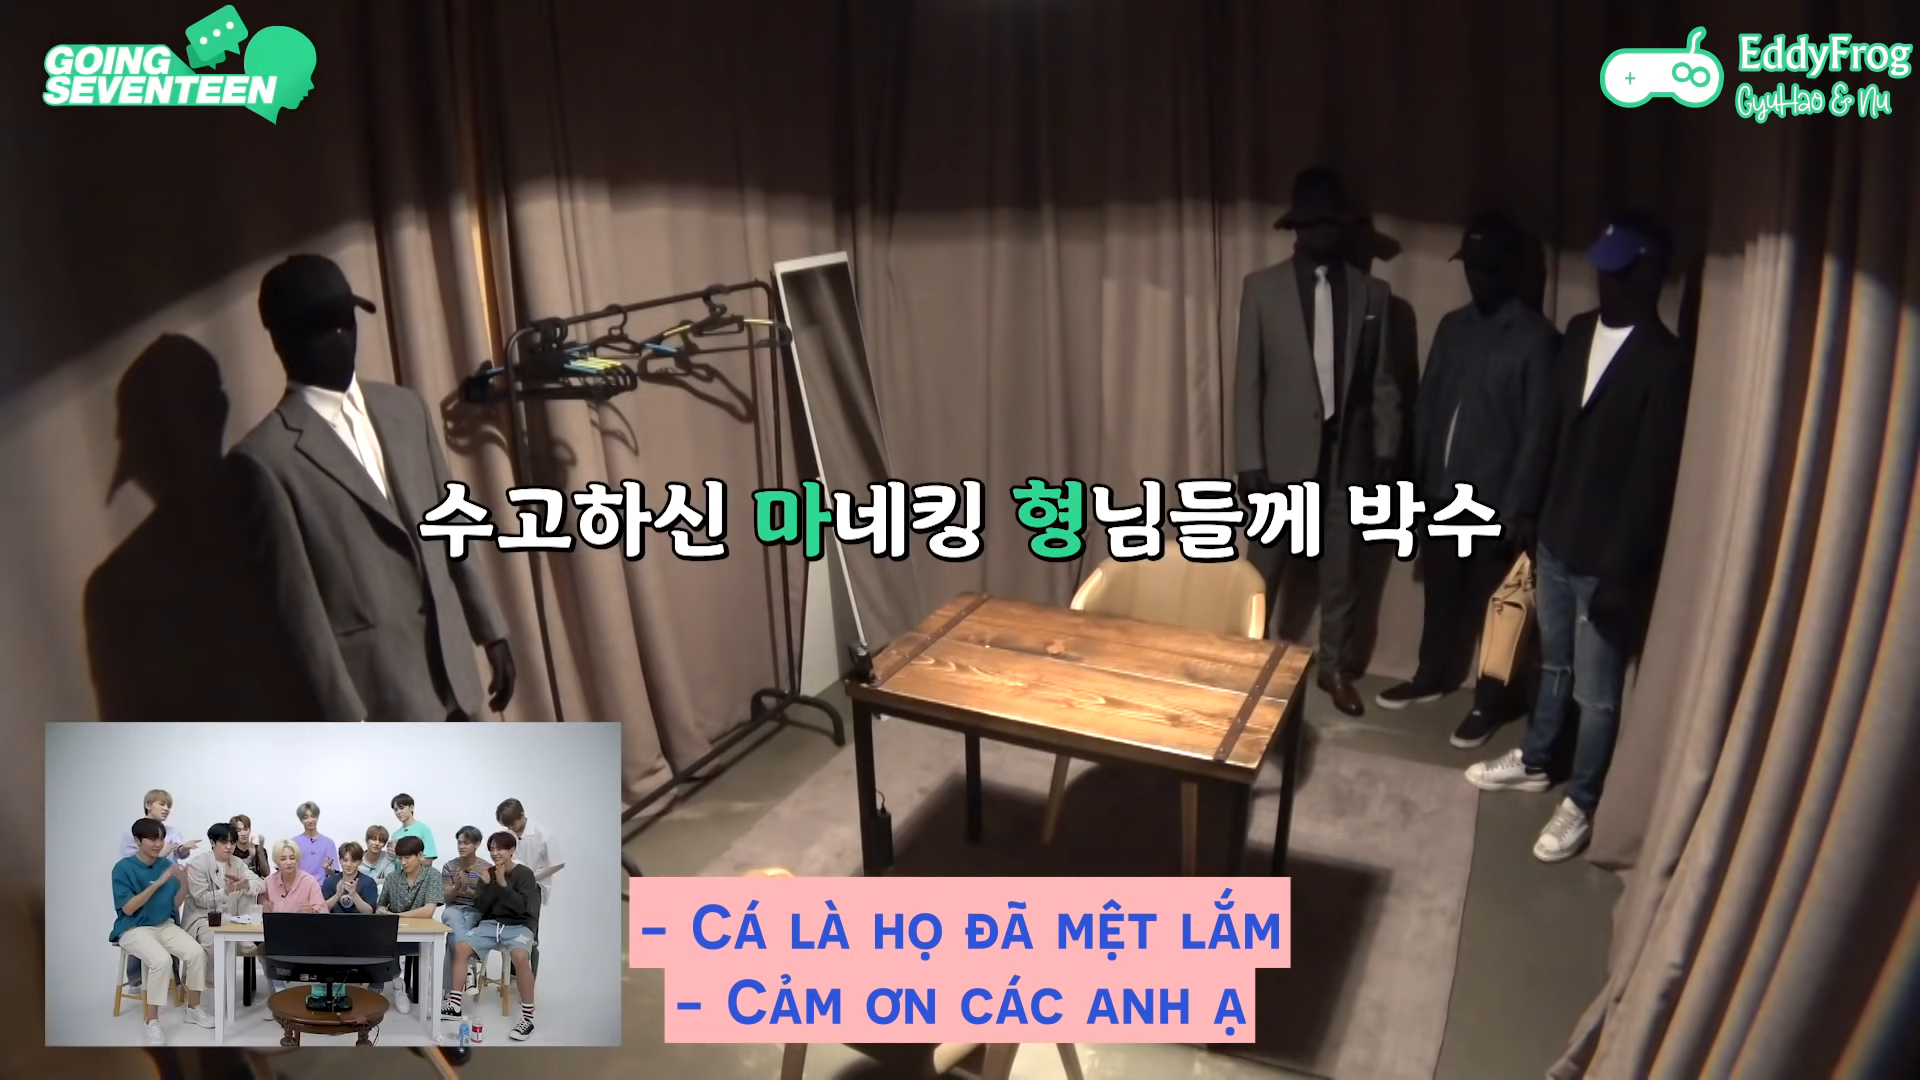 GOING
SEVENTEEN
EddyFrog
GyuHao & Nu
수고하신 마네킹 형님들께 박수
– CÁ LÀ HỌ ĐÃ MỆT LẮM
– CẢM ƠN CÁC ANH Ạ